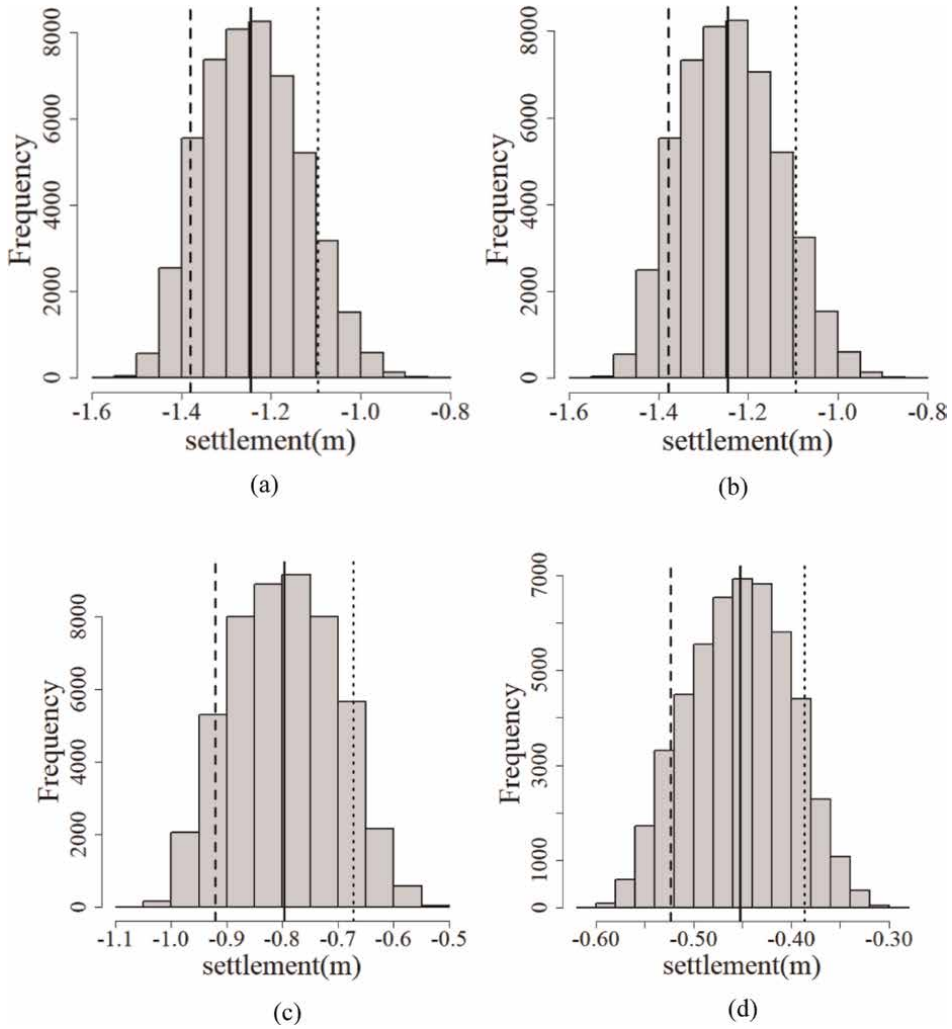 Frequency
8000
6000
4000
2000
0
-1.6 -1.4 -1.2 -1.0 -0.8
settlement(m)
(a)
Frequency
8000
6000
4000
2000
0
-1.6 -1.4 -1.2 -1.0 -0.8
settlement(m)
(b)
Frequency
8000
6000
4000
2000
0
-1.1 -1.0 -0.9 -0.8 -0.7 -0.6 -0.5
settlement(m)
(c)
Frequency
7000
5000
3000
1000
0
-0.60 -0.50 -0.40 -0.30
settlement(m)
(d)